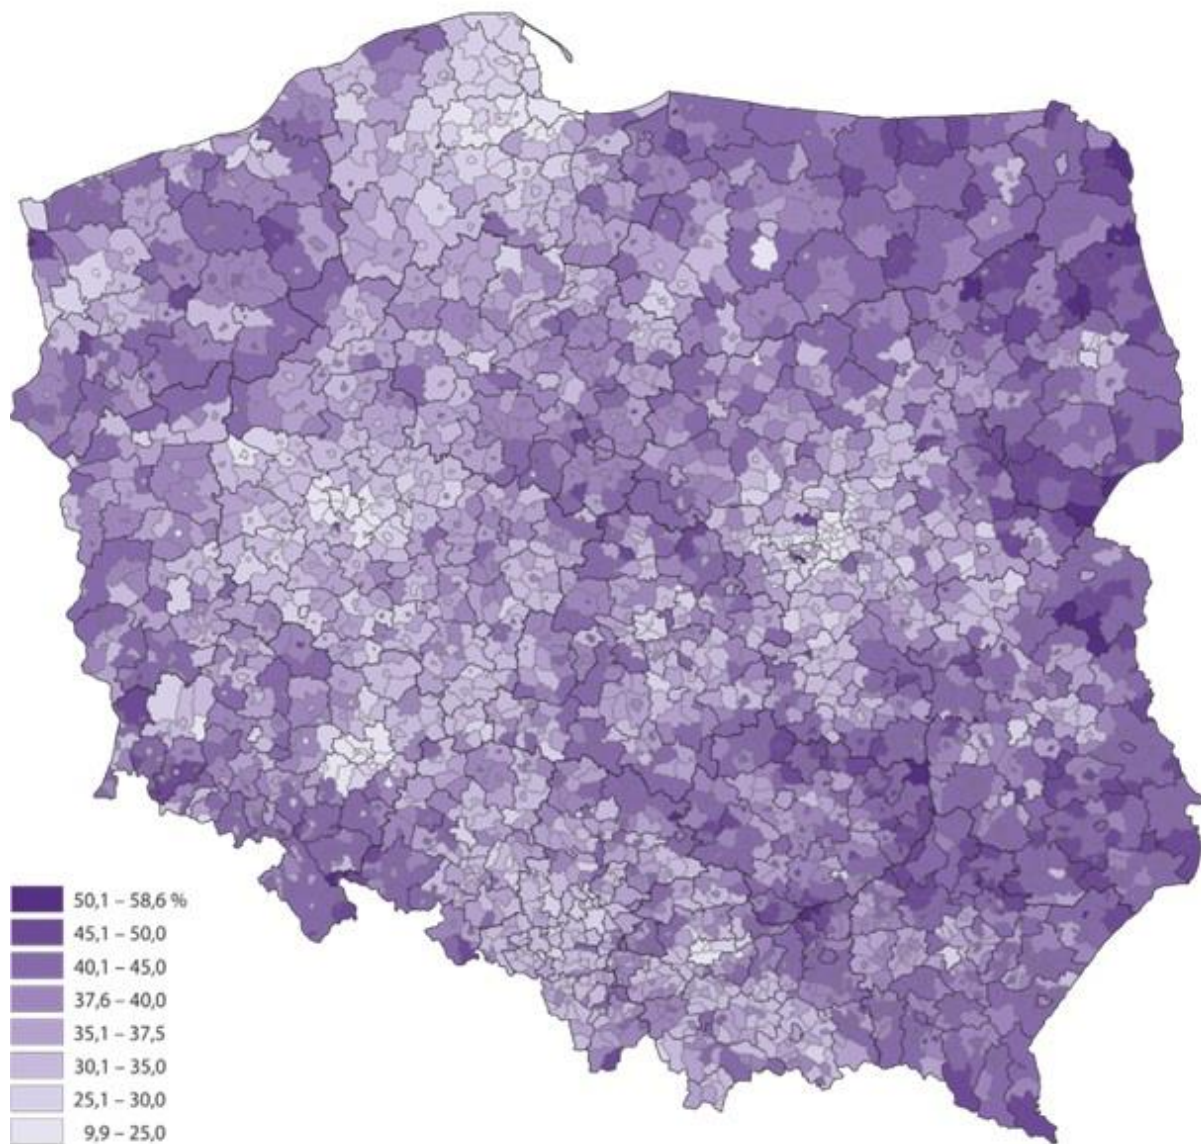 50,1 – 58,6 %
45,1 – 50,0
40,1 – 45,0
37,6 – 40,0
35,1 – 37,5
30,1 – 35,0
25,1 – 30,0
9,9 – 25,0